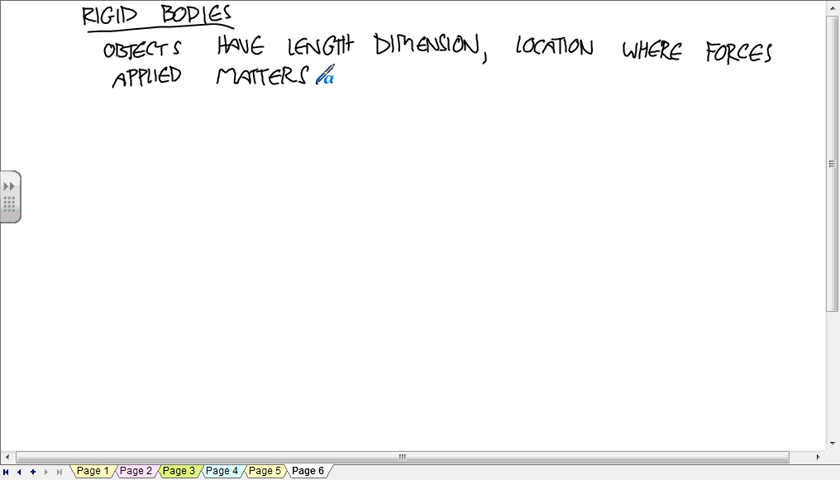 RIGID BODIES
OBJECTS HAVE LENGTH DIMENSION, LOCATION WHERE FORCES
APPLIED MATTERS
Page 1 Page 2 Page 3 Page 4 Page 5 Page 6